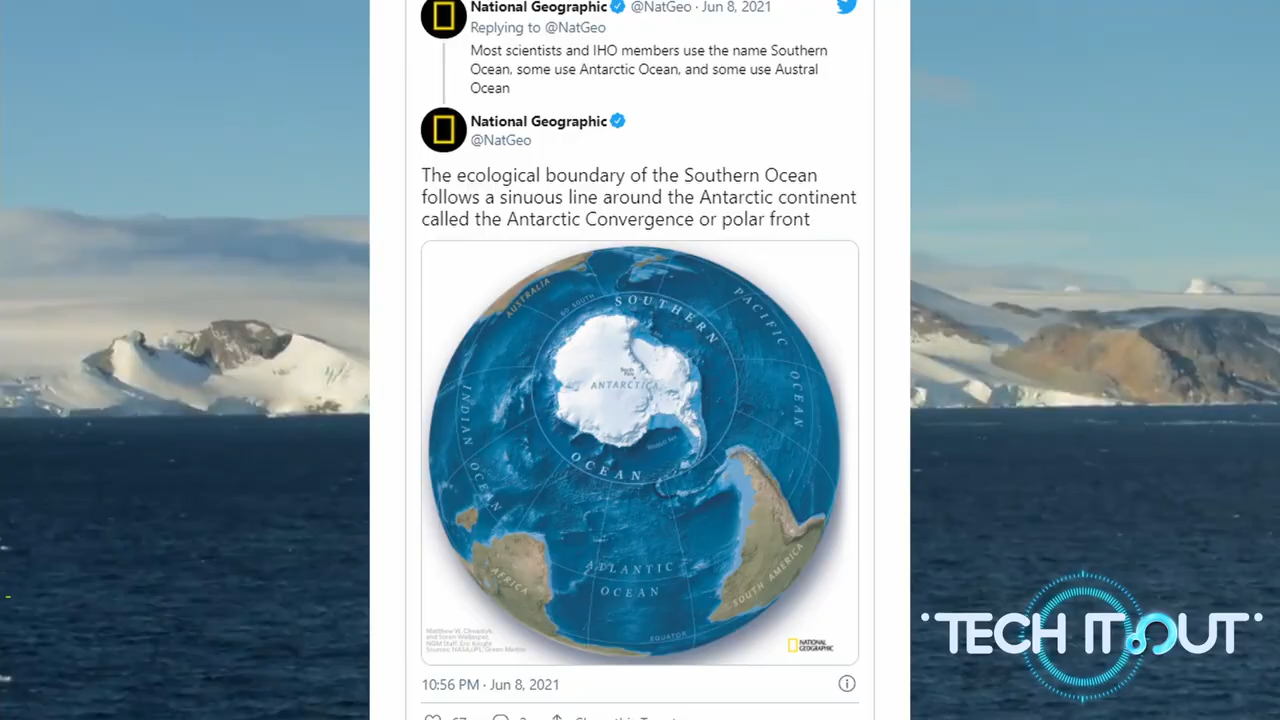 National Geographic @NatGeo · Jun 8, 2021
Replying to @NatGeo
Most scientists and IHO members use the name Southern
Ocean, some use Antarctic Ocean, and some use Austral
Ocean
National Geographic
@NatGeo
The ecological boundary of the Southern Ocean
follows a sinuous line around the Antarctic continent
called the Antarctic Convergence or polar front
AUSTRALIA
60 SOUTH
SOUTHERN
PACIFIC
OCEAN
ANTARCTICA
INDIAN
OCEAN
OCEAN
AFRICA
ATLANTIC
OCEAN
SOUTH AMERICA
EQUATOR
NATIONAL
GEOGRAPHIC
TECH IT OUT
10:56 PM · Jun 8, 2021